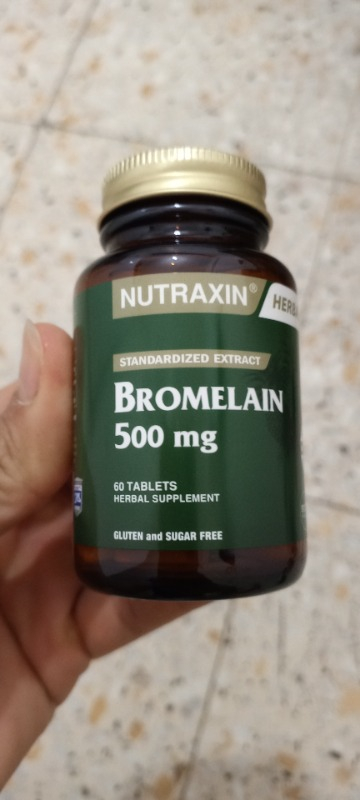 NUTRAXIN®
STANDARDIZED EXTRACT
BROMELAIN
500 mg
60 TABLETS
HERBAL SUPPLEMENT
GLUTEN and SUGAR FREE